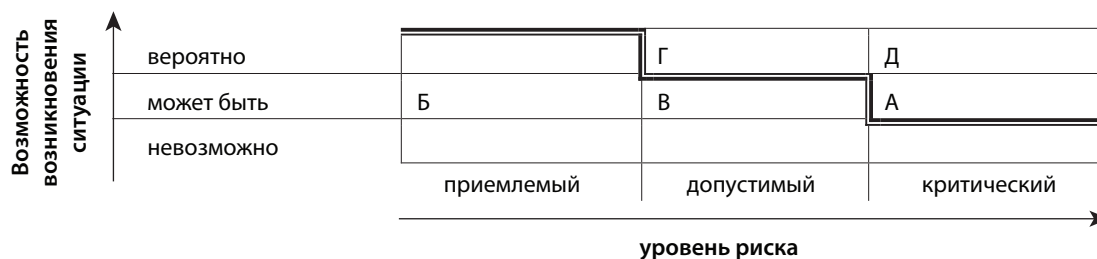 Возможность
возникновения
ситуации
вероятно
Г
Д
может быть
Б
В
А
невозможно
приемлемый
допустимый
критический
уровень риска